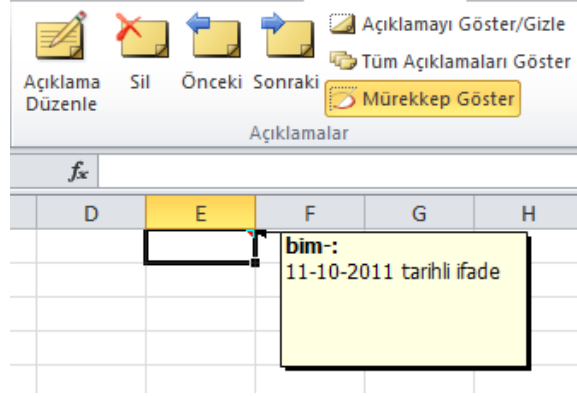 Açıklama Düzenle
Sil
Önceki
Sonraki
Açıklamayı Göster/Gizle
Tüm Açıklamaları Göster
Mürekkep Göster
Açıklamalar
fx
D E F G H
bim-:
11-10-2011 tarihli ifade